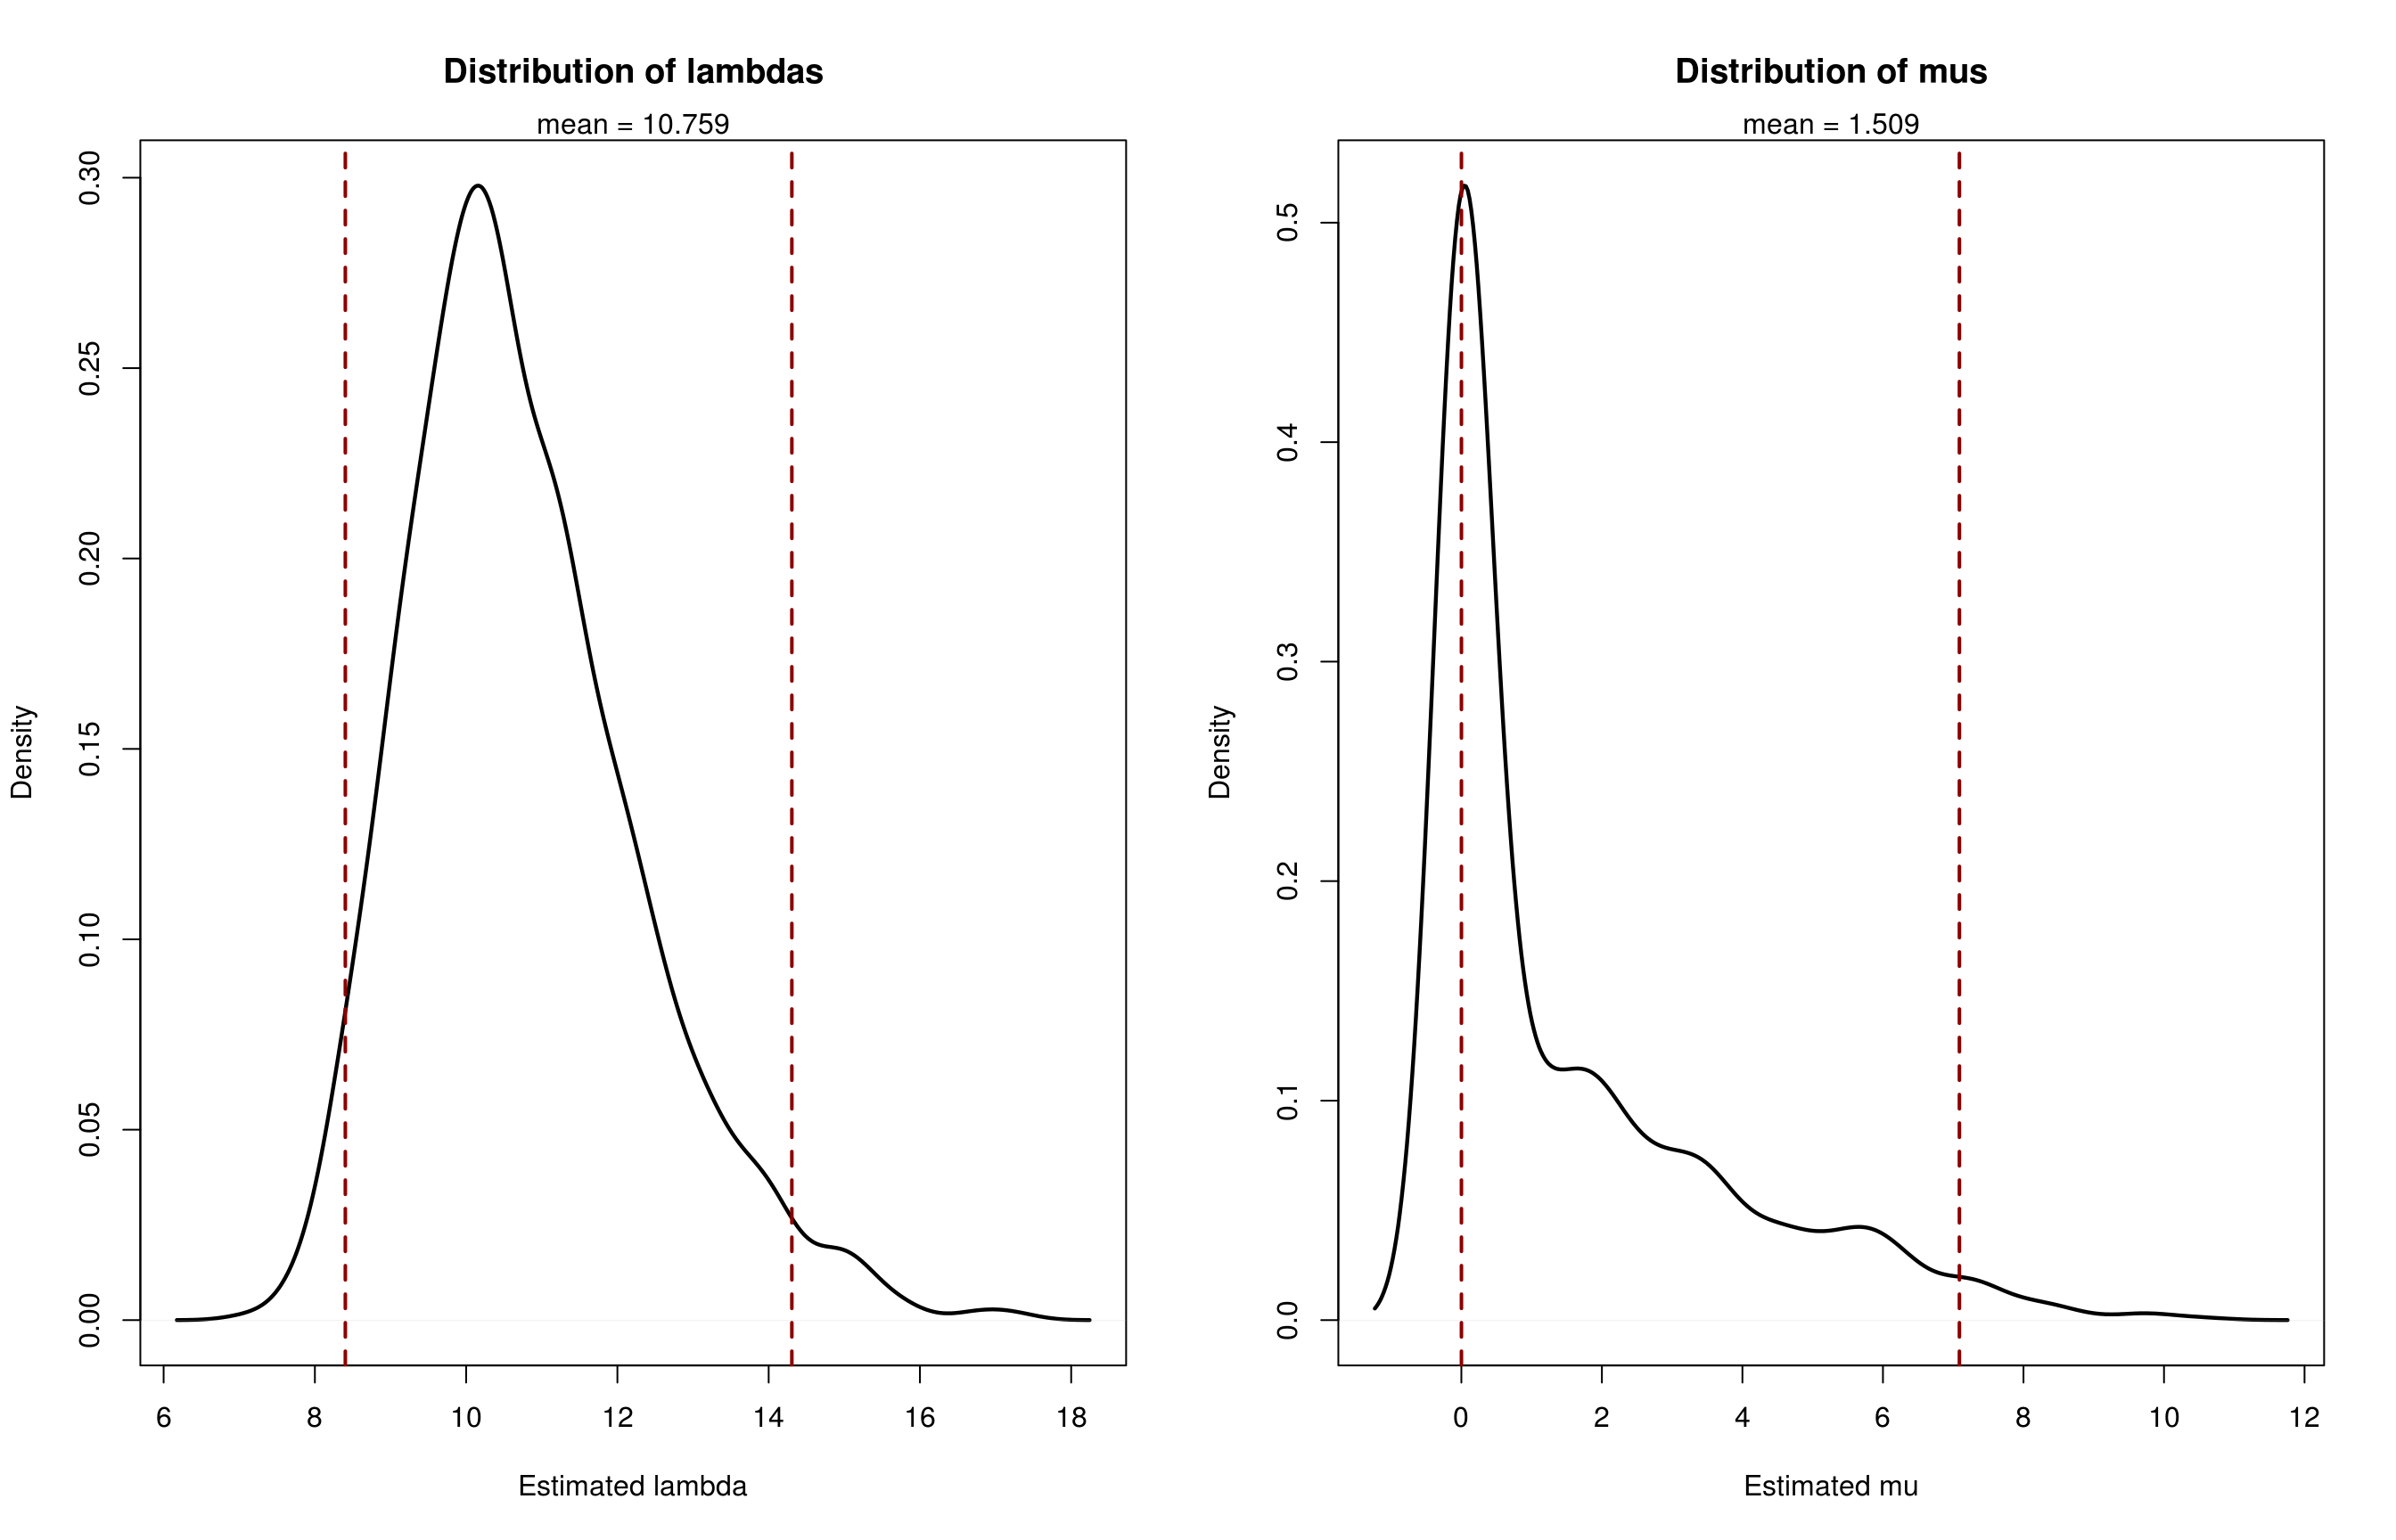 Distribution of lambdas
mean = 10.759
Density
0.30
0.25
0.20
0.15
0.10
0.05
0.00
6 8 10 12 14 16 18
Estimated lambda
Distribution of mus
mean = 1.509
Density
0.5
0.4
0.3
0.2
0.1
0.0
0 2 4 6 8 10 12
Estimated mu